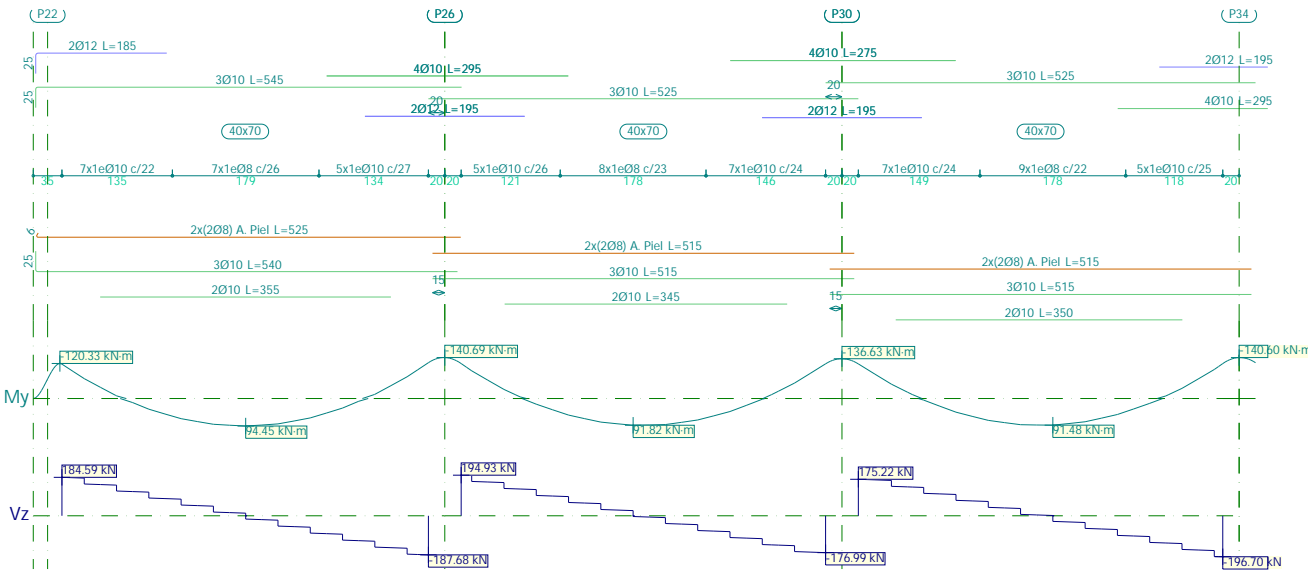 P22 P26 P30 P34
2Ø12 L=185
4Ø10 L=275
25
2Ø12 L=195
4Ø10 L=295
3Ø10 L=545
3Ø10 L=525
20
25
3Ø10 L=525
20
4Ø10 L=295
2Ø12 L=195
2Ø12 L=195
40x70 40x70 40x70
7x1eØ10 c/22 7x1eØ8 c/26 5x1eØ10 c/27 5x1eØ10 c/26 8x1eØ8 c/23 7x1eØ10 c/24 7x1eØ10 c/24 9x1eØ8 c/22 5x1eØ10 c/25
35 135 179 134 20 20 121 178 146 20 20 149 178 118 20
6
2x(2Ø8) A. Piel L=525
2x(2Ø8) A. Piel L=515
25
2x(2Ø8) A. Piel L=515
3Ø10 L=540
3Ø10 L=515
15
3Ø10 L=515
2Ø10 L=355
2Ø10 L=345
15
2Ø10 L=350
-120.33 kN·m -140.69 kN·m -136.63 kN·m -140.60 kN·m
My
94.45 kN·m 91.82 kN·m 91.48 kN·m
184.59 kN 194.93 kN 175.22 kN
Vz
-187.68 kN -176.99 kN -196.70 kN